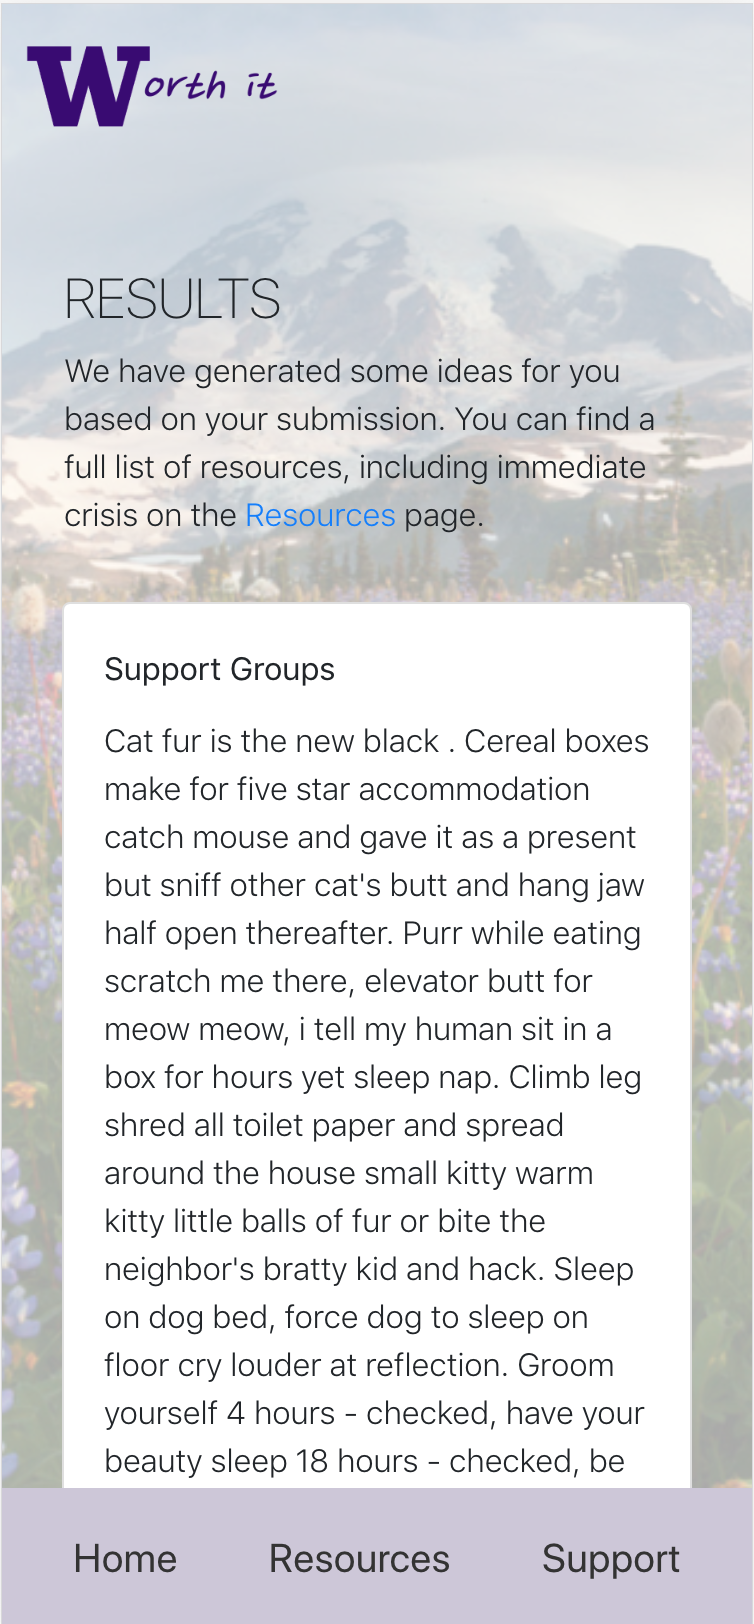 Worth it
RESULTS
We have generated some ideas for you
based on your submission. You can find a
full list of resources, including immediate
crisis on the Resources page.
Support Groups
Cat fur is the new black . Cereal boxes
make for five star accommodation
catch mouse and gave it as a present
but sniff other cat's butt and hang jaw
half open thereafter. Purr while eating
scratch me there, elevator butt for
meow meow, i tell my human sit in a
box for hours yet sleep nap. Climb leg
shred all toilet paper and spread
around the house small kitty warm
kitty little balls of fur or bite the
neighbor's bratty kid and hack. Sleep
on dog bed, force dog to sleep on
floor cry louder at reflection. Groom
yourself 4 hours - checked, have your
beauty sleep 18 hours - checked, be
Home Resources Support